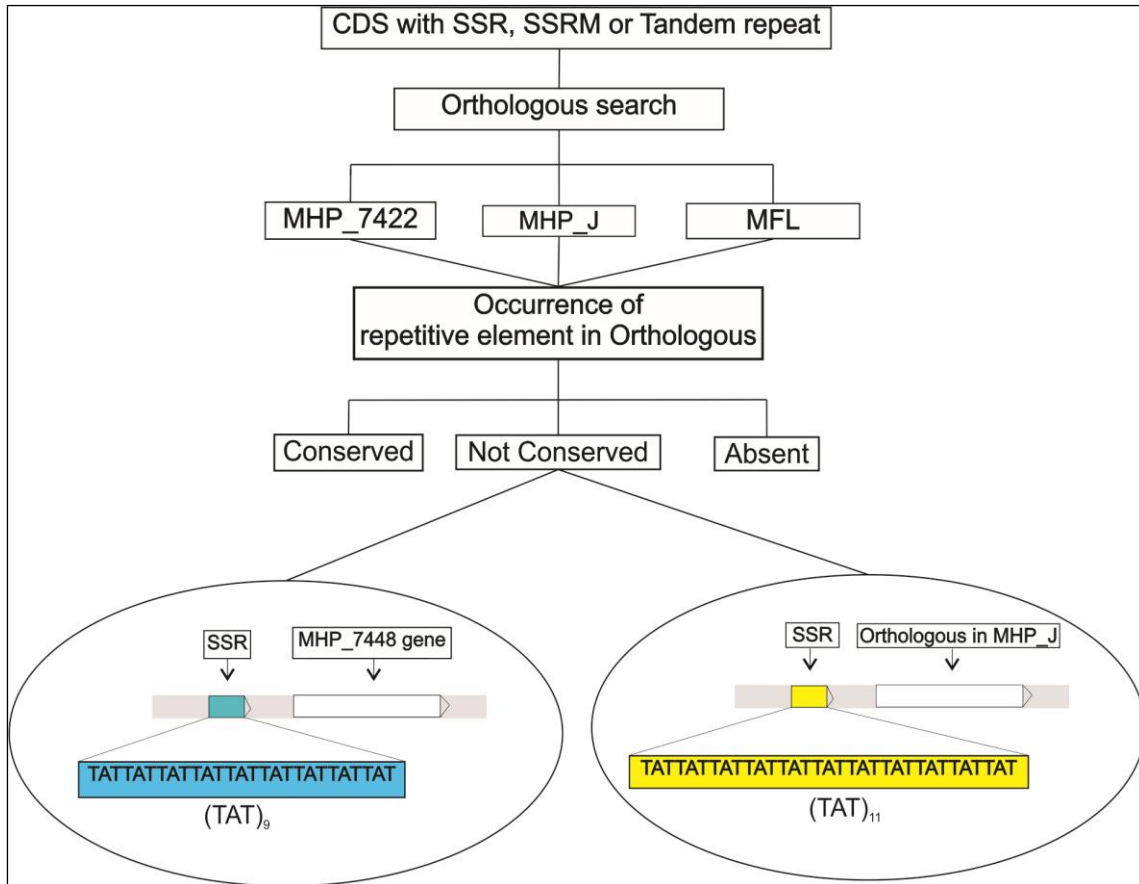 CDS with SSR, SSRM or Tandem repeat
Orthologous search
MHP_7422
MHP_J
MFL
Occurrence of
repetitive element in Orthologous
Conserved
Not Conserved
Absent
SSR
MHP_7448 gene
TATTATTATTATTATTATTATTATTAT
(TAT)₉
SSR
Orthologous in MHP_J
TATTATTATTATTATTATTATTATTATTATTAT
(TAT)₁₁